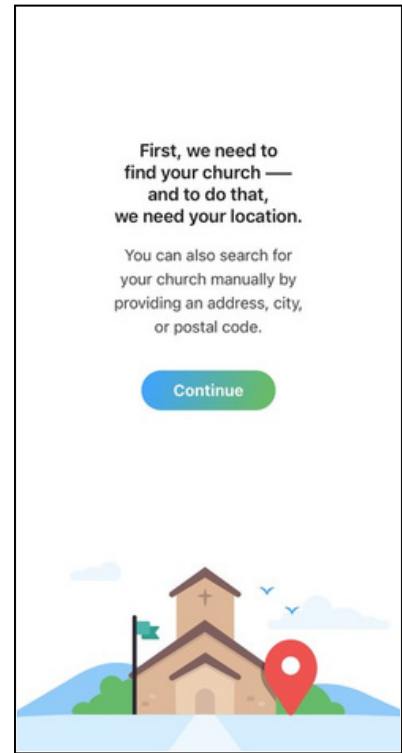 First, we need to
find your church —
and to do that,
we need your location.
You can also search for
your church manually by
providing an address, city,
or postal code.
Continue